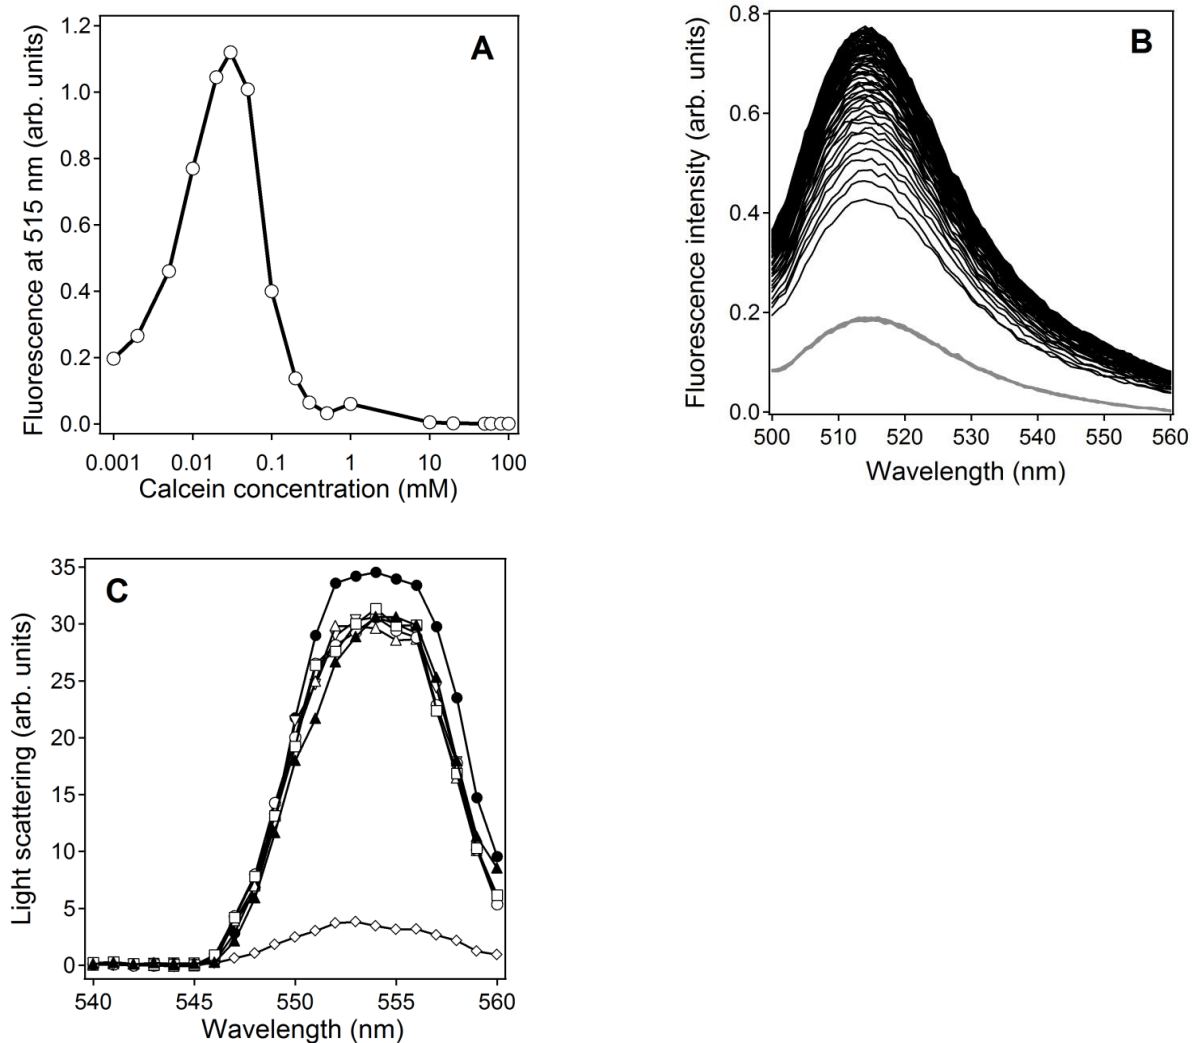 A
Fluorescence at 515 nm (arb. units)
1.2
1.0
0.8
0.6
0.4
0.2
0.0
0.001 0.01 0.1 1 10 100
Calcein concentration (mM)
B
Fluorescence intensity (arb. units)
0.8
0.6
0.4
0.2
0.0
500 510 520 530 540 550 560
Wavelength (nm)
C
Light scattering (arb. units)
35
30
25
20
15
10
5
0
540 545 550 555 560
Wavelength (nm)